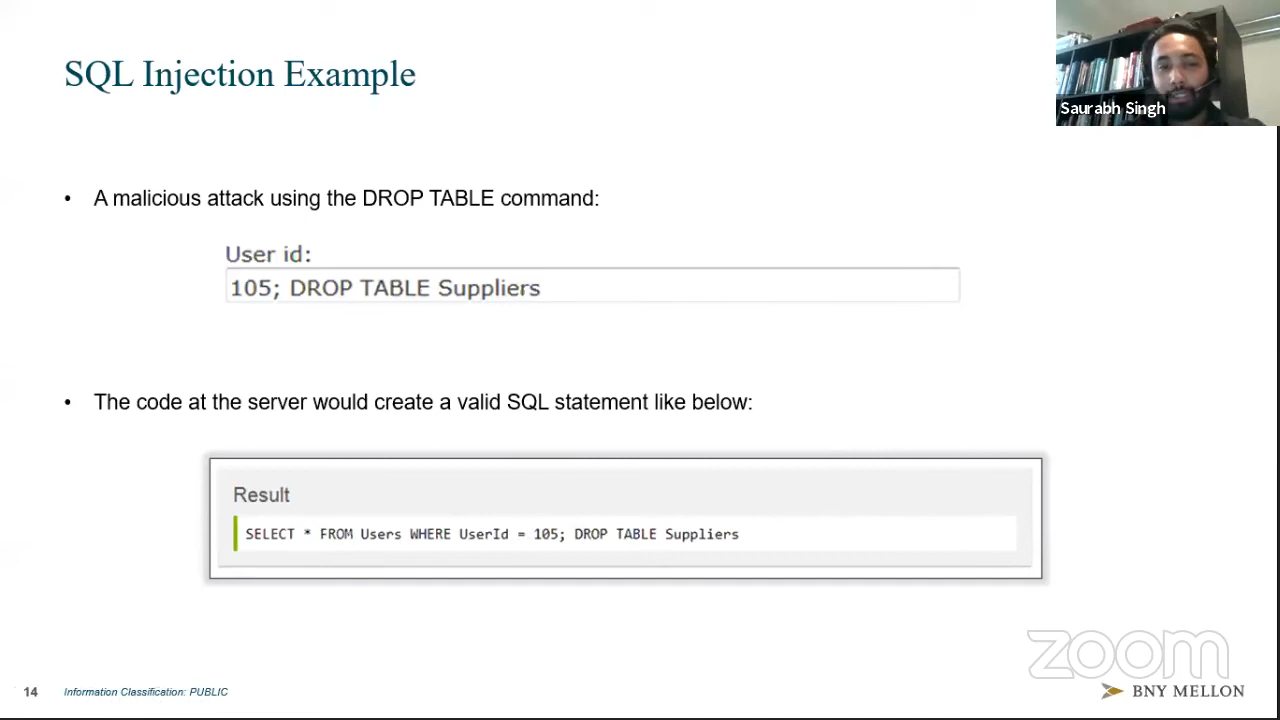 SQL Injection Example
Saurabh Singh
• A malicious attack using the DROP TABLE command:
User id:
105; DROP TABLE Suppliers
• The code at the server would create a valid SQL statement like below:
Result
SELECT * FROM Users WHERE UserId = 105; DROP TABLE Suppliers
zoom
14 Information Classification: PUBLIC
BNY MELLON